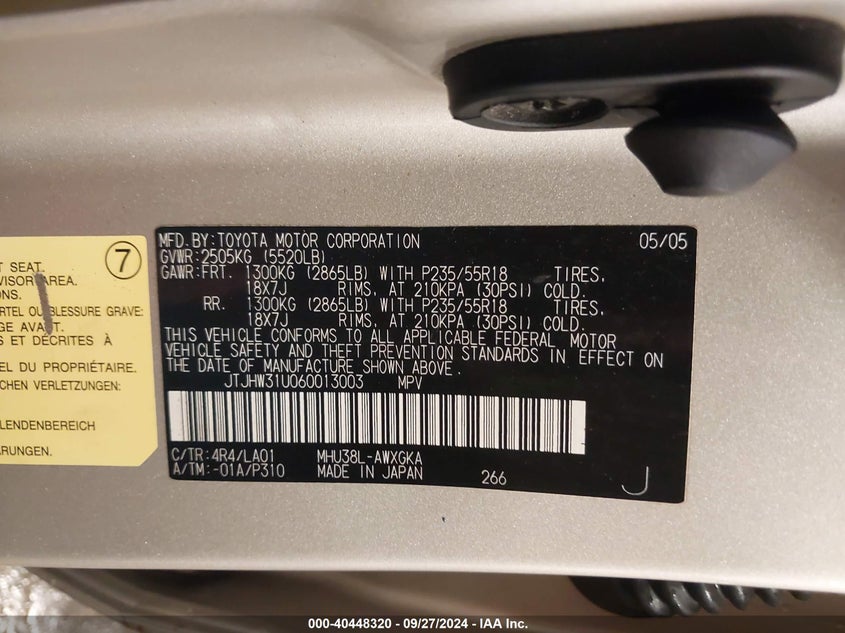 T SEAT.
VISOR AREA.
ONS.
ARTEL OU BLESSURE GRAVE:
GE AVANT.
S ET DÉCRITES À
EL DU PROPRIÉTAIRE.
CHEN VERLETZUNGEN.
LENDENBEREICH
ARUNGEN.
7
MFD.BY:TOYOTA MOTOR CORPORATION 05/05
GVWR:2505KG (5520LB)
GAWR:FRT. 1300KG (2865LB) WITH P235/55R18 TIRES,
18X7J RIMS, AT 210KPA (30PSI) COLD.
RR. 1300KG (2865LB) WITH P235/55R18 TIRES,
18X7J RIMS, AT 210KPA (30PSI) COLD.
THIS VEHICLE CONFORMS TO ALL APPLICABLE FEDERAL MOTOR
VEHICLE SAFETY AND THEFT PREVENTION STANDARDS IN EFFECT ON
THE DATE OF MANUFACTURE SHOWN ABOVE.
JTJHW31U060013003 MPV
C/TR:4R4/LA01 MHU38L-AWXGKA
A/TM:-01A/P310 MADE IN JAPAN 266 J
000-40448320 - 09/27/2024 - IAA Inc.